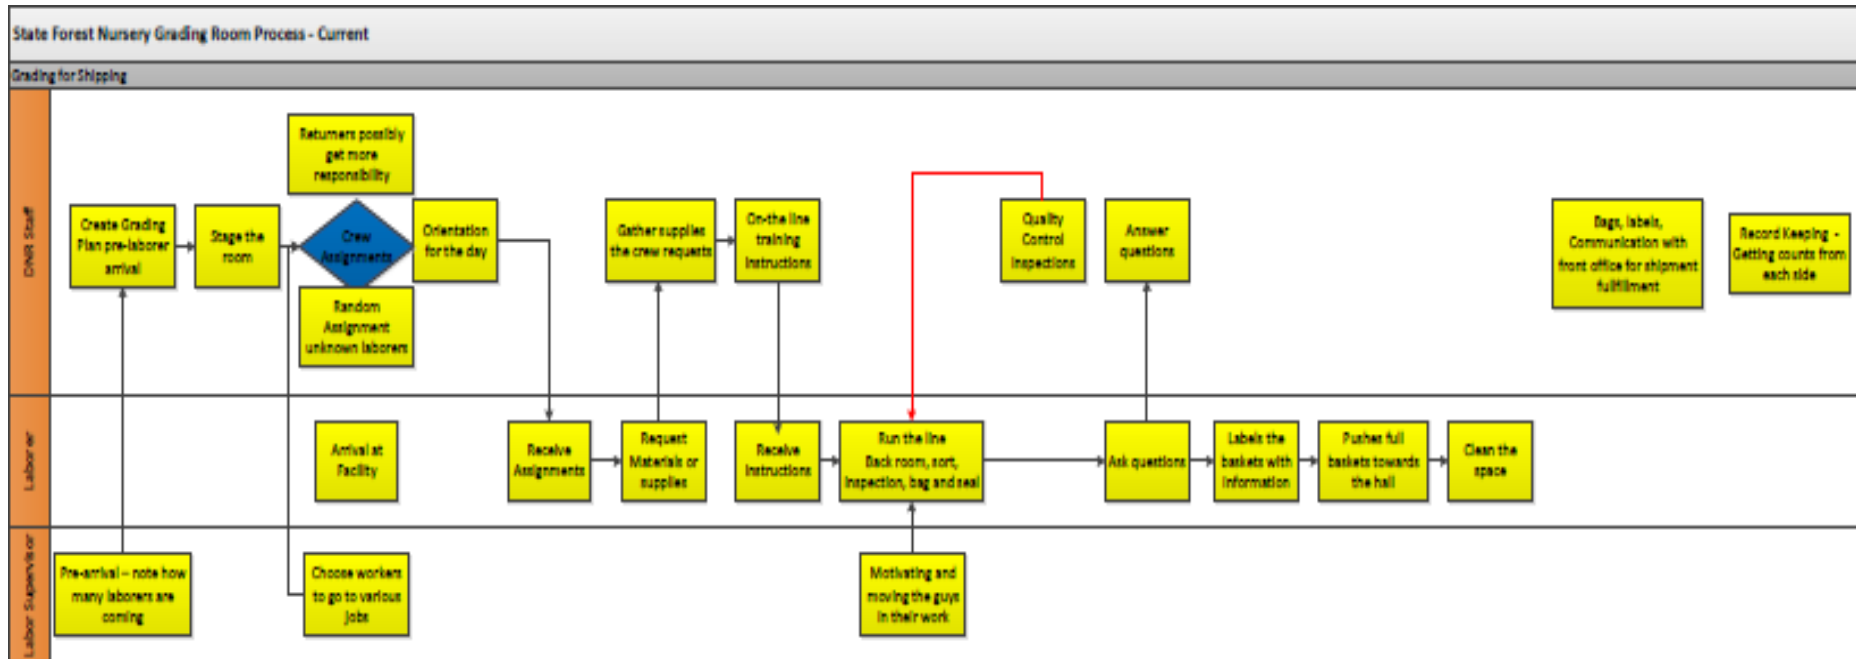 State Forest Nursery Grading Room Process - Current
Grading for Shipping
DNR Staff
Returners possibly
get more
responsibility
Create Grading
Plan pre-laborer
arrival
Stage the
room
Crew
Assignments
Orientation
for the day
Random
Assignment
unknown laborers
Gather supplies
the crew requests
On-the line
training
instructions
Quality
Control
Inspections
Answer
questions
Bags, labels,
Communication with
front office for shipment
fullfillment
Record Keeping -
Getting counts from
each side
Laborer
Arrival at
Facility
Receive
Assignments
Request
Materials or
supplies
Receive
Instructions
Run the line
Back room, sort,
inspection, bag and seal
Ask questions
Labels the
baskets with
information
Pushes full
baskets towards
the hall
Clean the
space
Labor Supervisor
Pre-arrival – note how
many laborers are
coming
Choose workers
to go to various
jobs
Motivating and
moving the guys
in their work